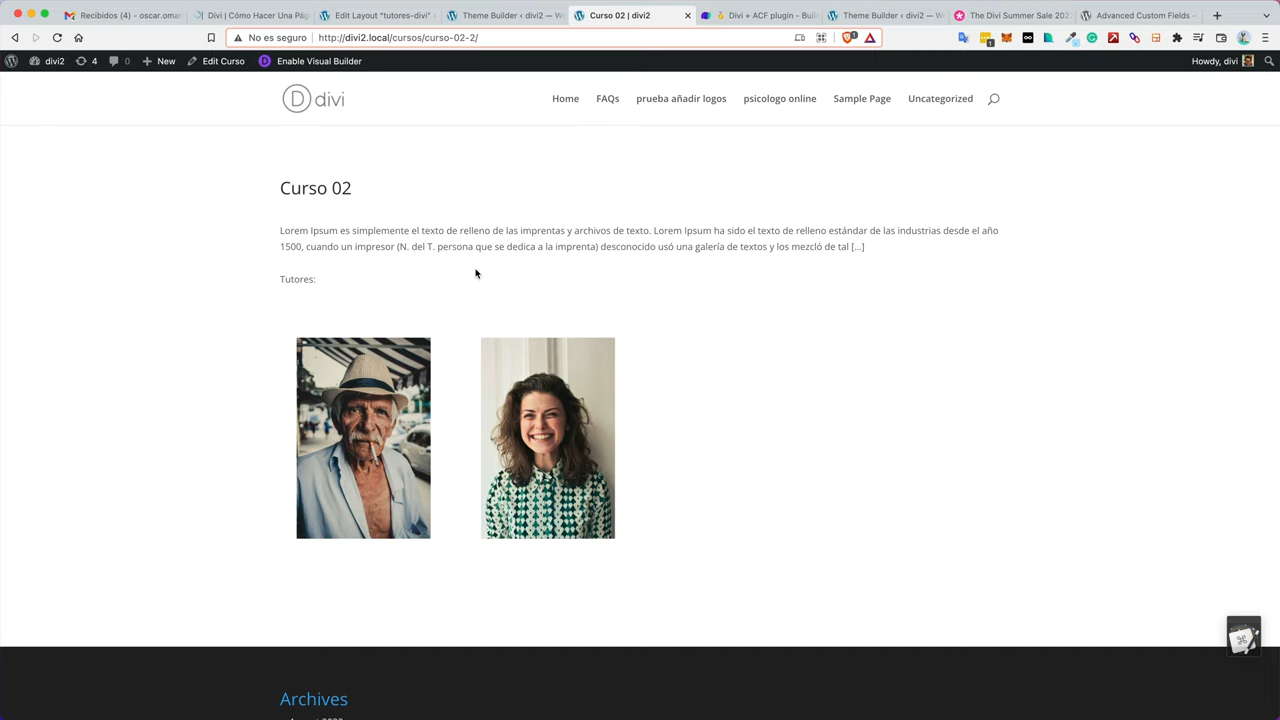 Recibidos (4) - oscar.omar
Divi | Cómo Hacer Una Pág
Edit Layout “tutores-divi”
Theme Builder ‹ divi2 — W
Curso 02 | divi2
Divi + ACF plugin - Buil
Theme Builder ‹ divi2 — W
The Divi Summer Sale 202
Advanced Custom Fields –
No es seguro
http://divi2.local/cursos/curso-02-2/
divi2
4
0
New
Edit Curso
Enable Visual Builder
Howdy, divi
divi
Home
FAQs
prueba añadir logos
psicologo online
Sample Page
Uncategorized
Curso 02
Lorem Ipsum es simplemente el texto de relleno de las imprentas y archivos de texto. Lorem Ipsum ha sido el texto de relleno estándar de las industrias desde el año
1500, cuando un impresor (N. del T. persona que se dedica a la imprenta) desconocido usó una galería de textos y los mezcló de tal [...]
Tutores:
Archives